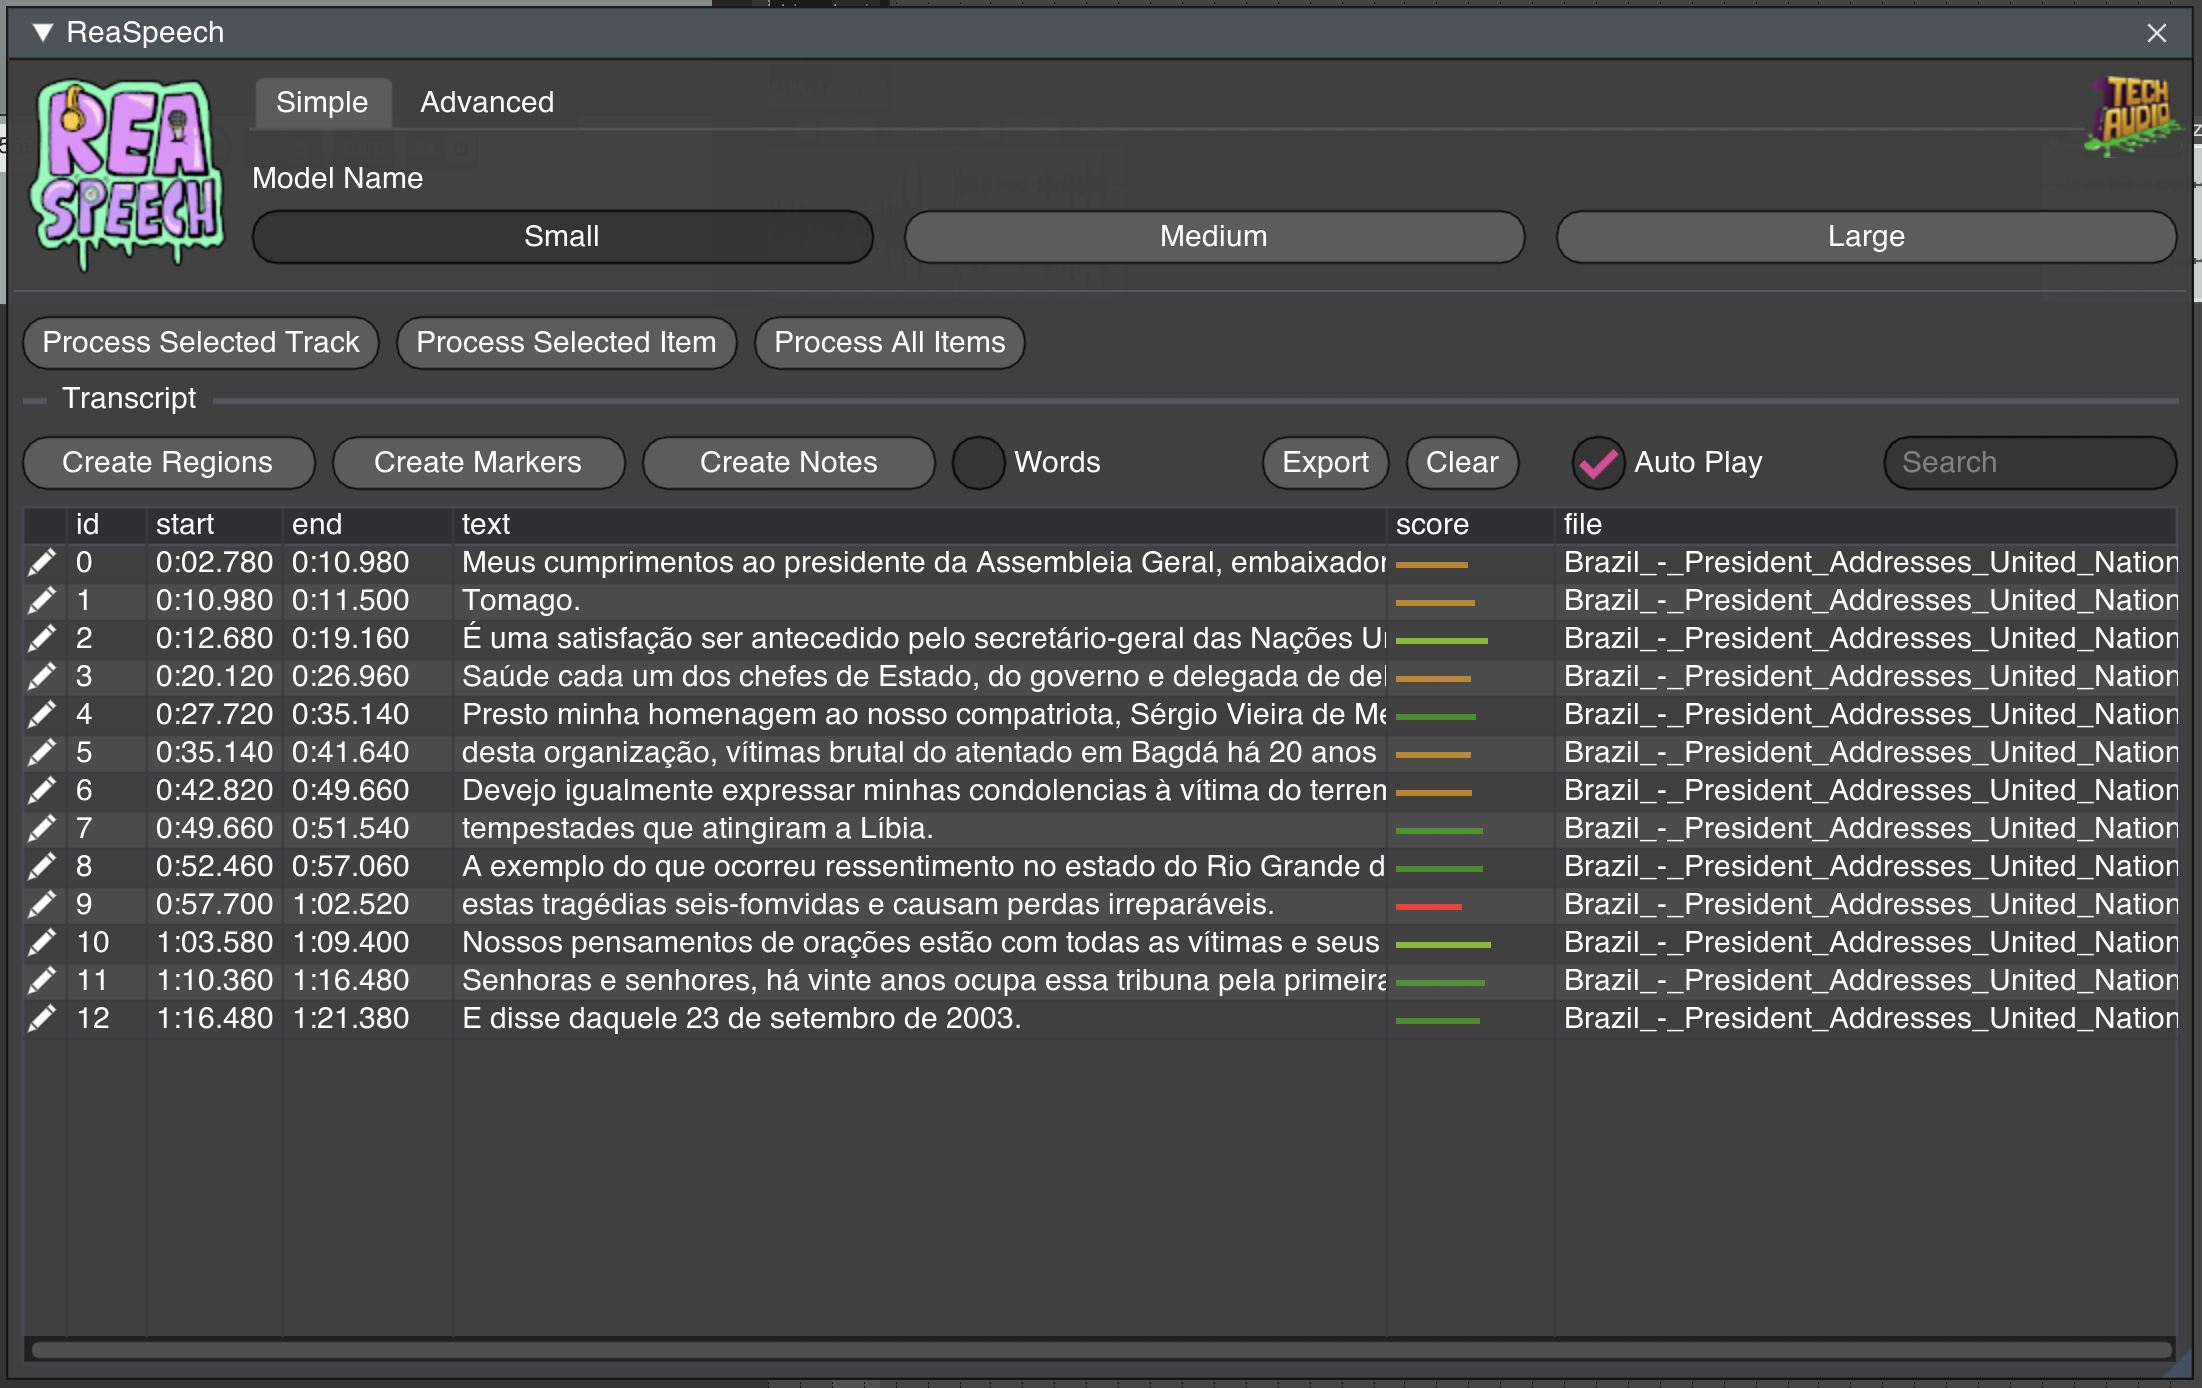 ReaSpeech
REA
SPEECH
Simple Advanced
TECH
AUDIO
Model Name
Small Medium Large
Process Selected Track Process Selected Item Process All Items
Transcript
Create Regions Create Markers Create Notes Words Export Clear Auto Play Search
id start end text score file
0 0:02.780 0:10.980 Meus cumprimentos ao presidente da Assembleia Geral, embaixador Brazil_-_President_Addresses_United_Nation
1 0:10.980 0:11.500 Tomago. Brazil_-_President_Addresses_United_Nation
2 0:12.680 0:19.160 É uma satisfação ser antecedido pelo secretário-geral das Nações Brazil_-_President_Addresses_United_Nation
3 0:20.120 0:26.960 Saúde cada um dos chefes de Estado, do governo e delegada de Brazil_-_President_Addresses_United_Nation
4 0:27.720 0:35.140 Presto minha homenagem ao nosso compatriota, Sérgio Vieira de Brazil_-_President_Addresses_United_Nation
5 0:35.140 0:41.640 desta organização, vítimas brutal do atentado em Bagdá há 20 anos Brazil_-_President_Addresses_United_Nation
6 0:42.820 0:49.660 Devejo igualmente expressar minhas condolencias à vítima do Brazil_-_President_Addresses_United_Nation
7 0:49.660 0:51.540 tempestades que atingiram a Líbia. Brazil_-_President_Addresses_United_Nation
8 0:52.460 0:57.060 A exemplo do que ocorreu ressentimento no estado do Rio Grande d Brazil_-_President_Addresses_United_Nation
9 0:57.700 1:02.520 estas tragédias seis-fomvidas e causam perdas irreparáveis. Brazil_-_President_Addresses_United_Nation
10 1:03.580 1:09.400 Nossos pensamentos de orações estão com todas as vítimas e seus Brazil_-_President_Addresses_United_Nation
11 1:10.360 1:16.480 Senhoras e senhores, há vinte anos ocupa essa tribuna pela primeira Brazil_-_President_Addresses_United_Nation
12 1:16.480 1:21.380 E disse daquele 23 de setembro de 2003. Brazil_-_President_Addresses_United_Nation